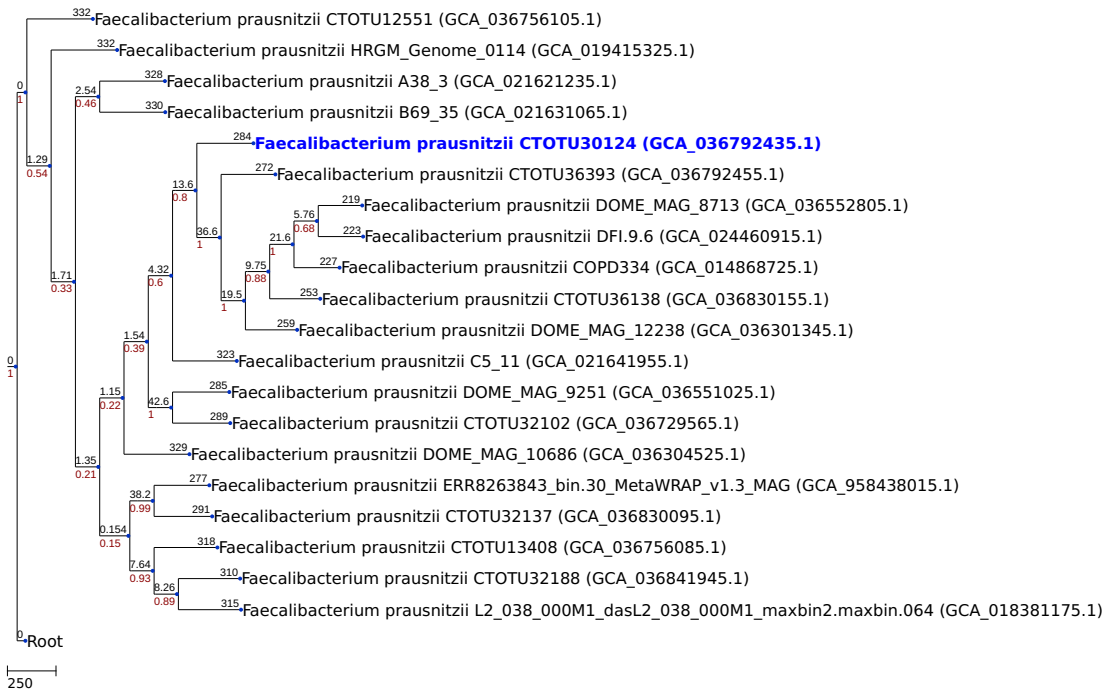 332 Faecalibacterium prausnitzii CTOTU12551 (GCA_036756105.1)
332 Faecalibacterium prausnitzii HRGM_Genome_0114 (GCA_019415325.1)
328 Faecalibacterium prausnitzii A38_3 (GCA_021621235.1)
0
2.54
1
0.46
330 Faecalibacterium prausnitzii B69_35 (GCA_021631065.1)
284 Faecalibacterium prausnitzii CTOTU30124 (GCA_036792435.1)
1.29
0.54
272 Faecalibacterium prausnitzii CTOTU36393 (GCA_036792455.1)
13.6
0.8
219 Faecalibacterium prausnitzii DOME_MAG_8713 (GCA_036552805.1)
5.76
0.68
223 Faecalibacterium prausnitzii DFI.9.6 (GCA_024460915.1)
36.6
1
21.6
1
227 Faecalibacterium prausnitzii COPD334 (GCA_014868725.1)
9.75
0.88
1.71
0.33
4.32
0.6
253 Faecalibacterium prausnitzii CTOTU36138 (GCA_036830155.1)
19.5
1
259 Faecalibacterium prausnitzii DOME_MAG_12238 (GCA_036301345.1)
1.54
0.39
323 Faecalibacterium prausnitzii C5_11 (GCA_021641955.1)
0
1
285 Faecalibacterium prausnitzii DOME_MAG_9251 (GCA_036551025.1)
1.15
0.22
42.6
1
289 Faecalibacterium prausnitzii CTOTU32102 (GCA_036729565.1)
329 Faecalibacterium prausnitzii DOME_MAG_10686 (GCA_036304525.1)
1.35
0.21
277 Faecalibacterium prausnitzii ERR8263843_bin.30_MetaWRAP_v1.3_MAG (GCA_958438015.1)
38.2
0.99
291 Faecalibacterium prausnitzii CTOTU32137 (GCA_036830095.1)
0.154
0.15
318 Faecalibacterium prausnitzii CTOTU13408 (GCA_036756085.1)
7.64
0.93
310 Faecalibacterium prausnitzii CTOTU32188 (GCA_036841945.1)
8.26
0.89
315 Faecalibacterium prausnitzii L2_038_000M1_dasL2_038_000M1_maxbin2.maxbin.064 (GCA_018381175.1)
0 Root
250